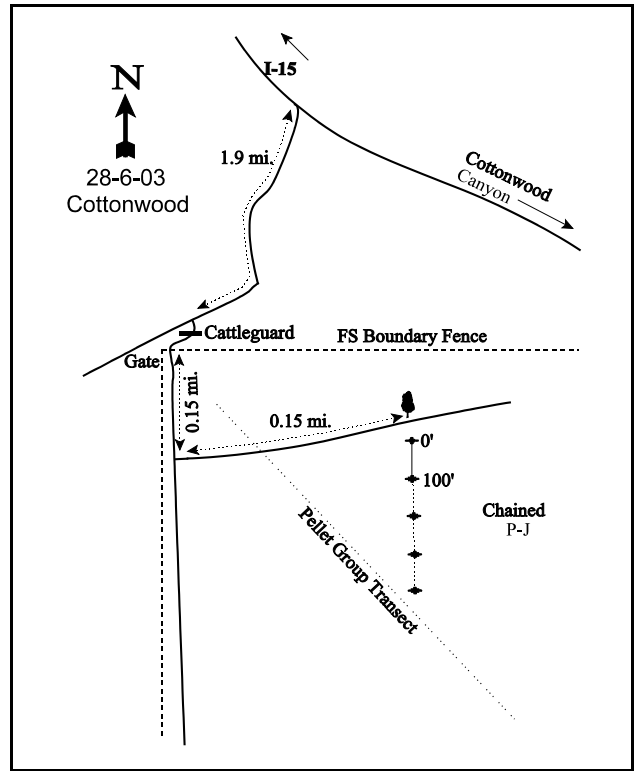 I-15
N
1.9 mi.
28-6-03
Cottonwood
Cottonwood
Canyon
Cattleguard
FS Boundary Fence
Gate
0.15 mi.
0.15 mi.
0'
100'
Chained
P-J
Pellet Group Transect